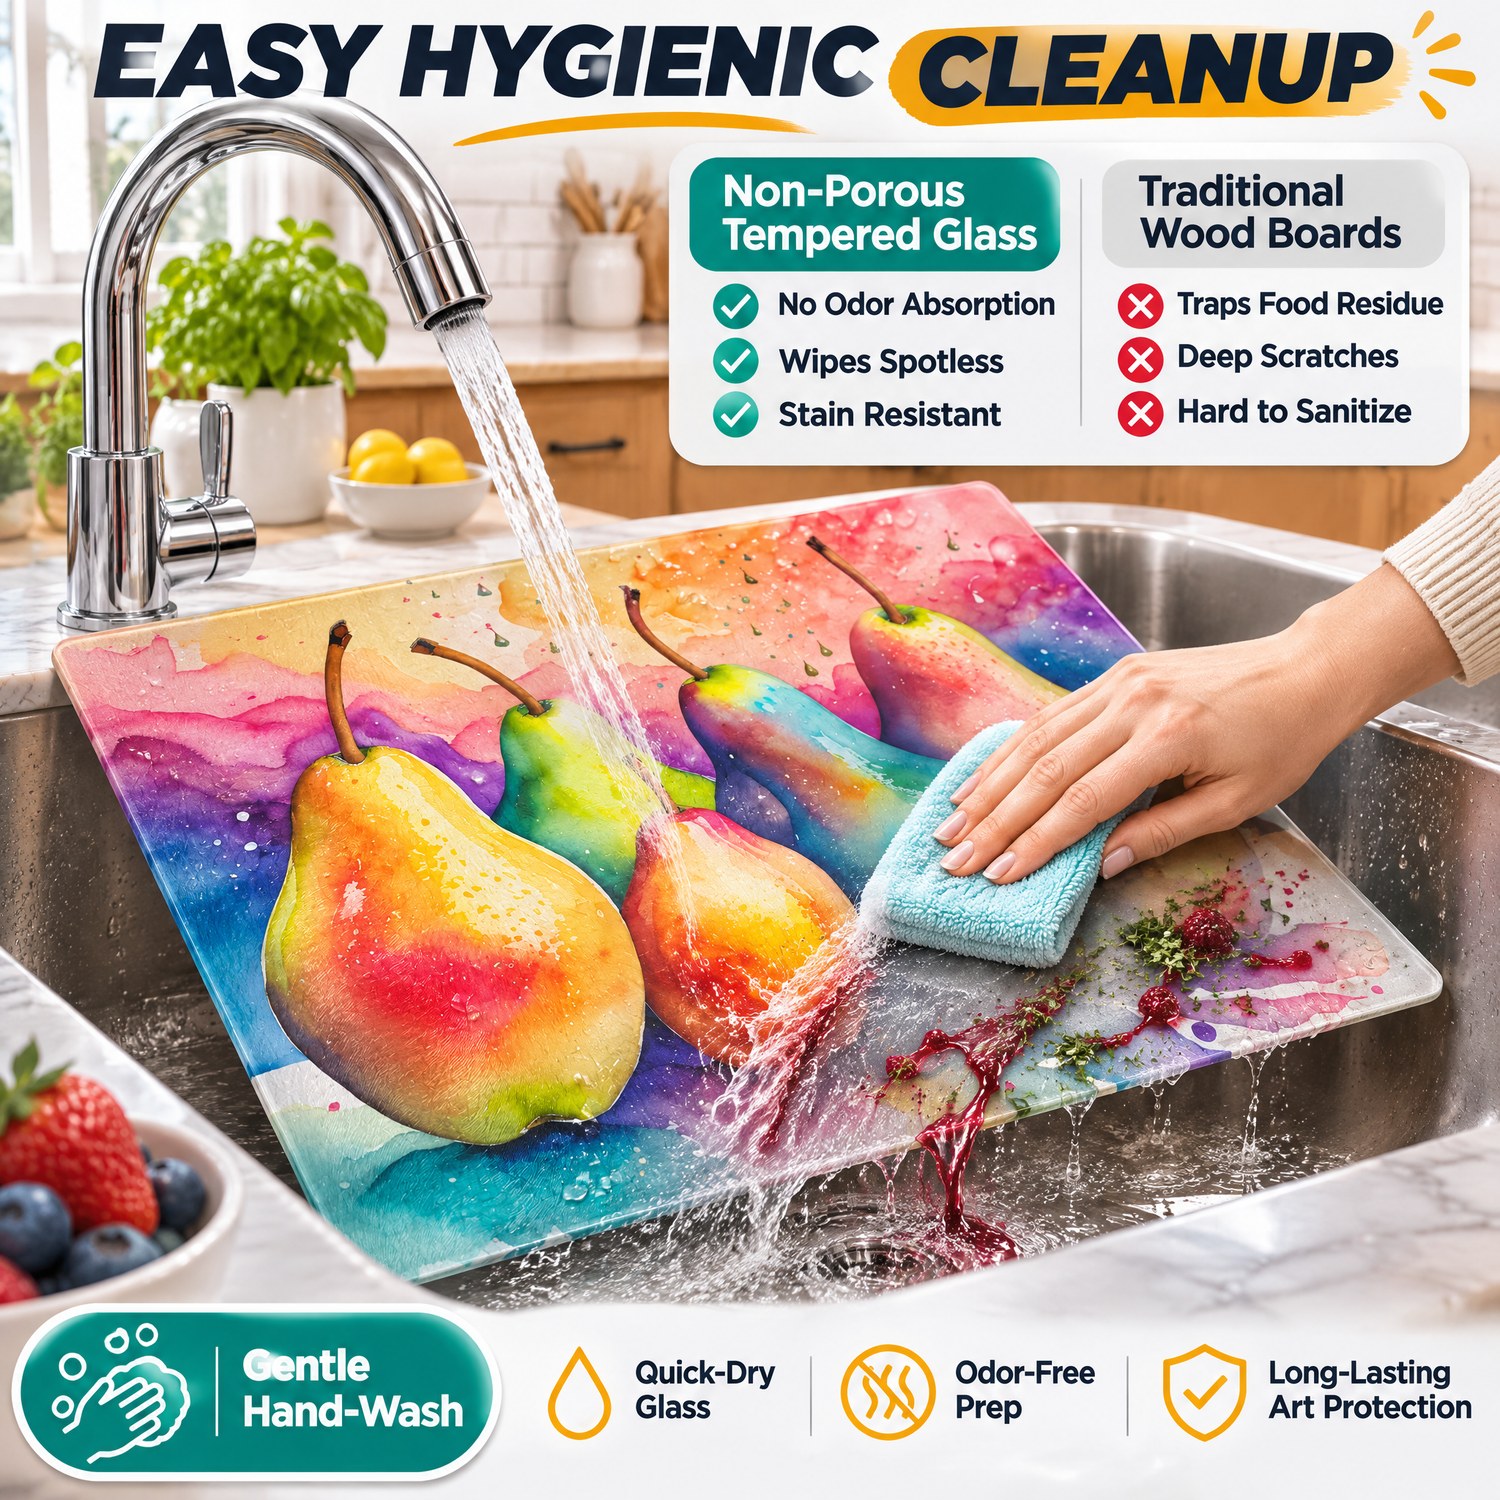 EASY HYGIENIC CLEANUP
Non-Porous
Tempered Glass
No Odor Absorption
Wipes Spotless
Stain Resistant
Traditional
Wood Boards
Traps Food Residue
Deep Scratches
Hard to Sanitize
Gentle
Hand-Wash
Quick-Dry
Glass
Odor-Free
Prep
Long-Lasting
Art Protection